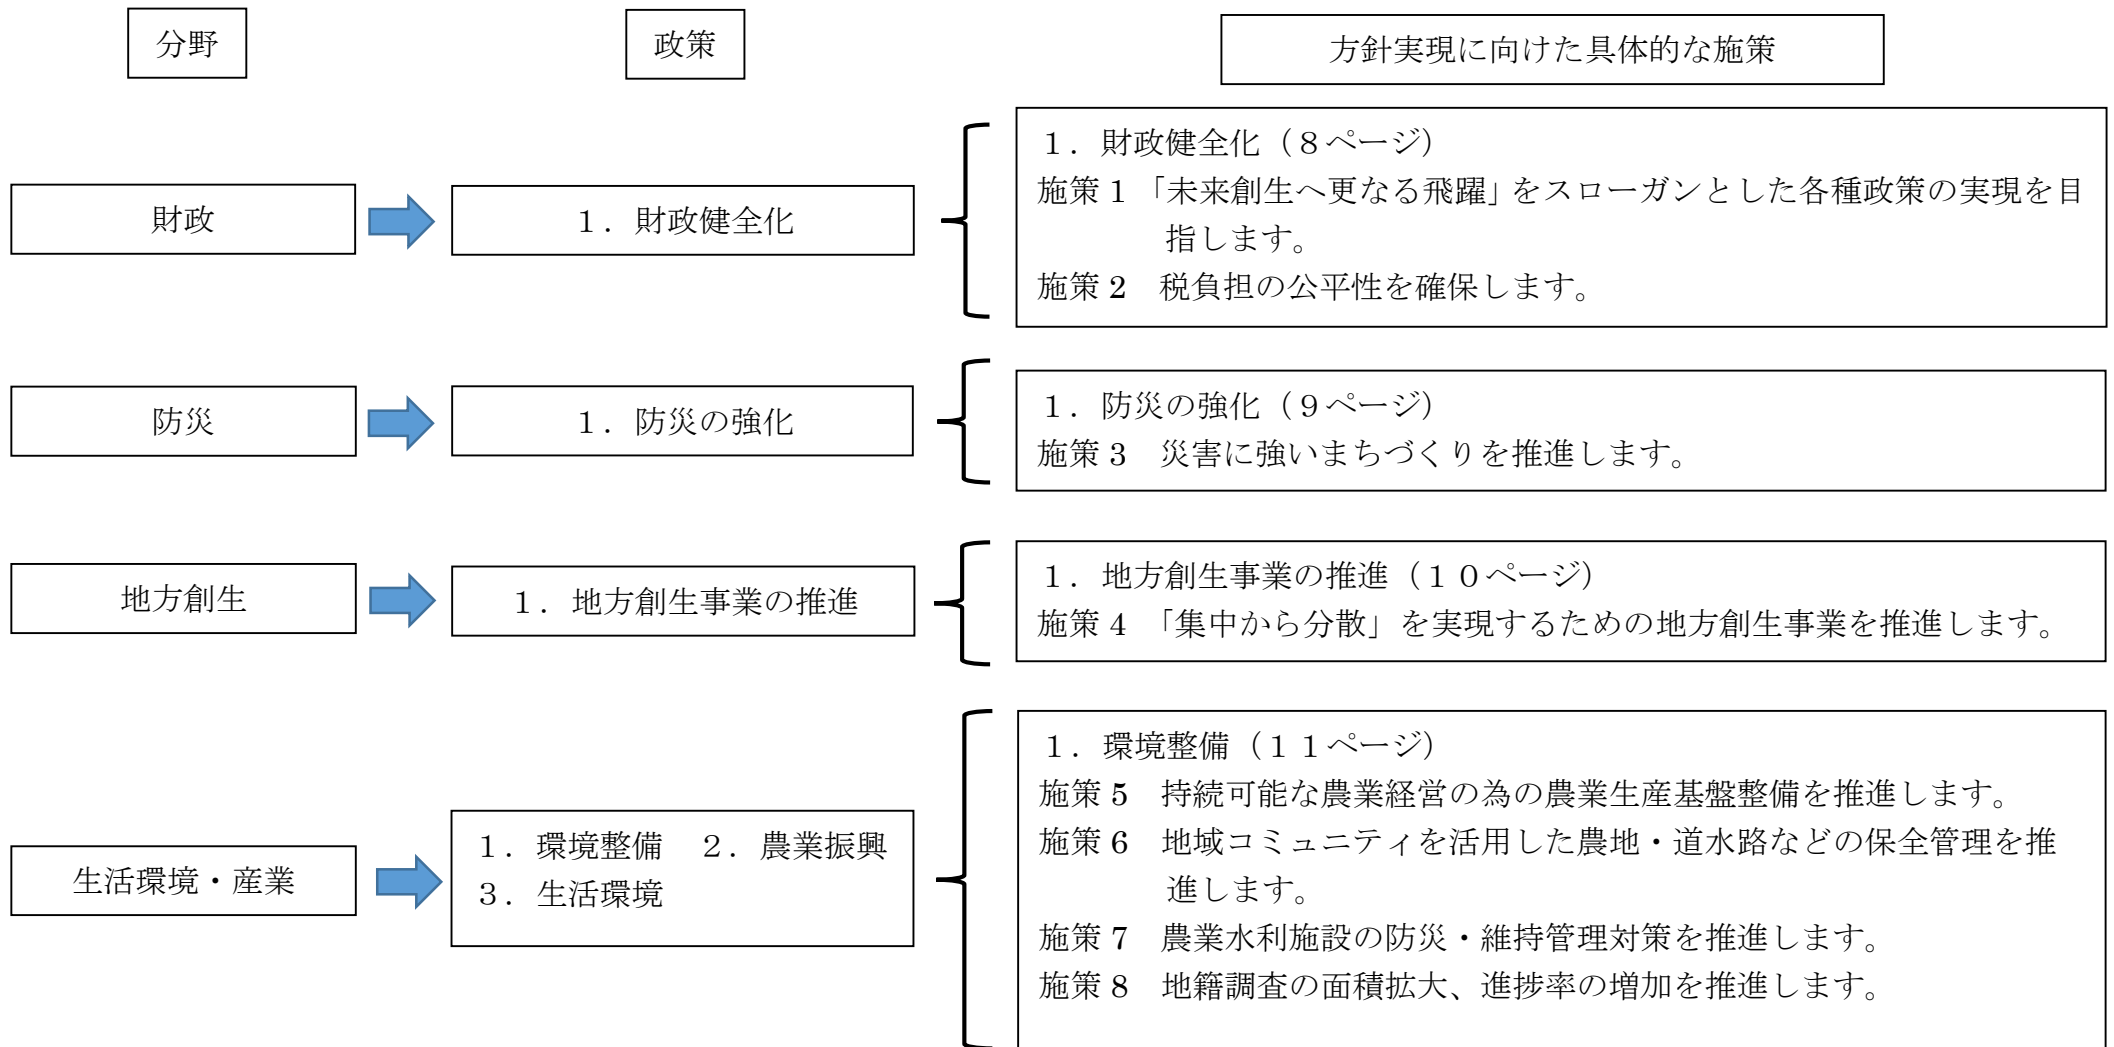 分野
政策
方針実現に向けた具体的な施策
財政
１．財政健全化
１．財政健全化（８ページ）
施策 1 「未来創生へ更なる飛躍」をスローガンとした各種政策の実現を目
指します。
施策 2　税負担の公平性を確保します。
防災
１．防災の強化
１．防災の強化（９ページ）
施策 3　災害に強いまちづくりを推進します。
地方創生
１．地方創生事業の推進
１．地方創生事業の推進（１０ページ）
施策 4 「集中から分散」を実現するための地方創生事業を推進します。
生活環境・産業
１．環境整備　２．農業振興
３．生活環境
１．環境整備（１１ページ）
施策 5　持続可能な農業経営の為の農業生産基盤整備を推進します。
施策 6　地域コミュニティを活用した農地・道水路などの保全管理を推
進します。
施策 7　農業水利施設の防災・維持管理対策を推進します。
施策 8　地籍調査の面積拡大、進捗率の増加を推進します。